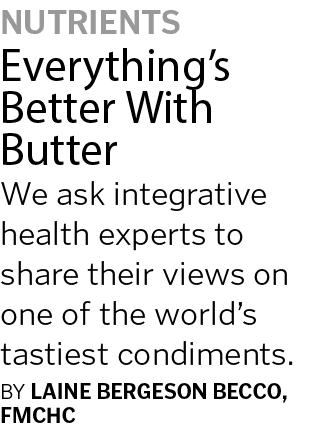 NUTRIENTS
Everything’s
Better With
Butter
We ask integrative
health experts to
share their views on
one of the world’s
tastiest condiments.
BY LAINE BERGESON BECCO,
FMCHC